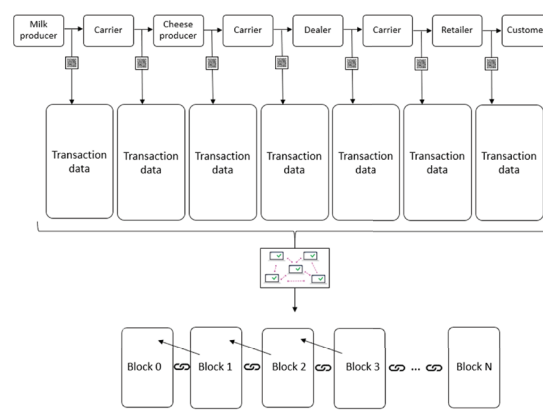 Milk
producer
Carrier
Cheese
producer
Carrier
Dealer
Carrier
Retailer
Custome
Transaction
data
Transaction
data
Transaction
data
Transaction
data
Transaction
data
Transaction
data
Transaction
data
Block 0
Block 1
Block 2
Block 3
...
Block N